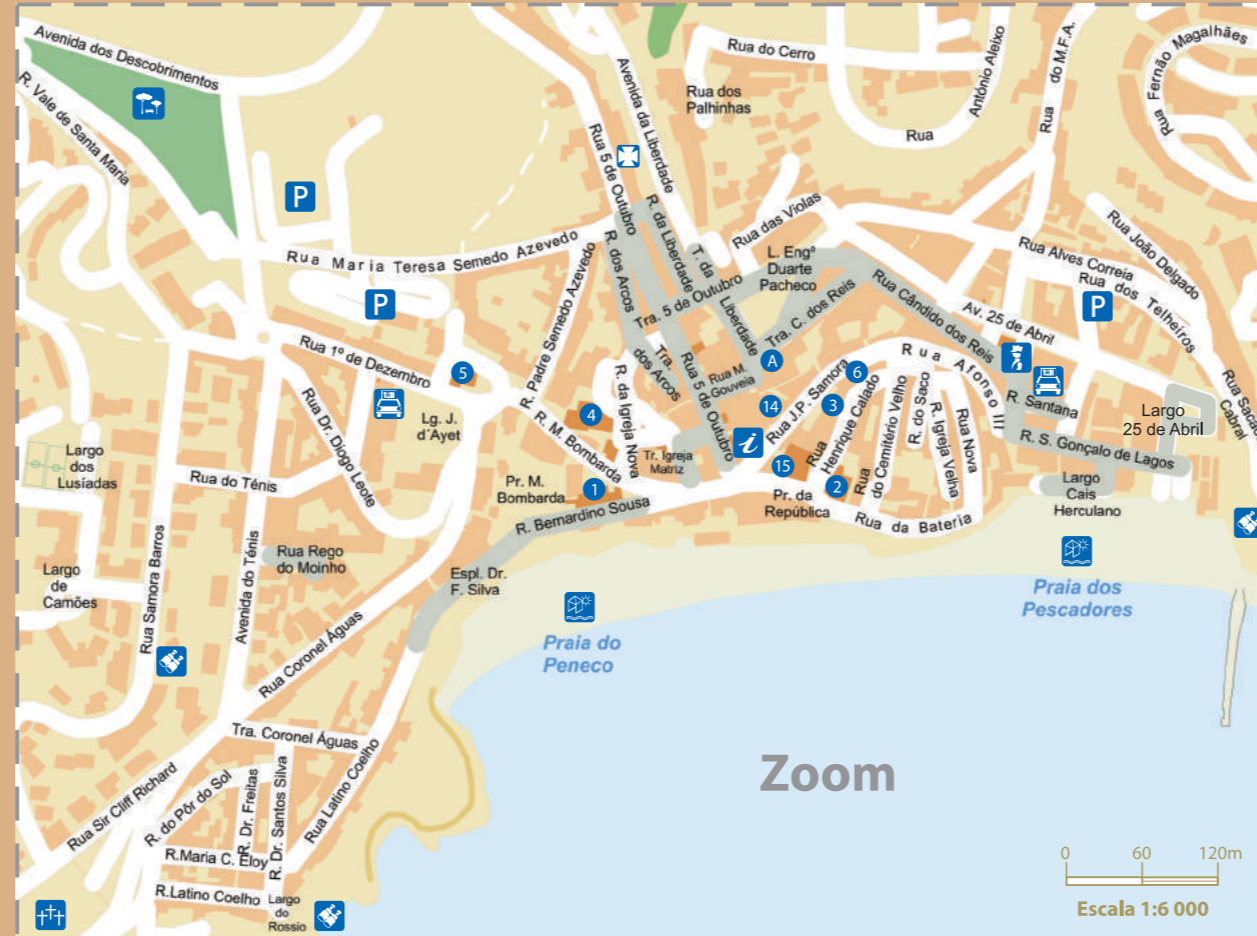 Avenida dos Descobrimentos
R. Vale de Santa Maria
P
Rua Maria Teresa Semedo Azevedo
P
Rua 1º de Dezembro
5
Lg. J.
d´Ayet
Rua Dr. Diogo Leote
Rua do Ténis
Largo
dos
Lusíadas
Largo
de
Camões
Rua Samora Barros
Avenida do Ténis
Rua Rego
do Moinho
Rua Coronel Águas
Espl. Dr.
F. Silva
Tra. Coronel Águas
Rua Latino Coelho
Rua Sir Cliff Richard
R. do Pôr do Sol
R. Dr. Freitas
R. Dr. Santos Silva
R.Maria C. Eloy
R.Latino Coelho
Largo
do
Rossio
R. Padre Semedo Azevedo
R. M. Bombarda
4
Pr. M.
Bombarda
1
R. Bernardino Sousa
R. da Igreja Nova
Tr. Igreja
Matriz
Rua 5 de Outubro
R. dos Arcos
Tra.
dos Arcos
Avenida da Liberdade
R. da Liberdade
T. da
Liberdade
Tra. 5 de Outubro
Rua 5 de Outubro
Rua M.
Gouveia
A
14
i
15
Rua das Violas
L. Engº
Duarte
Pacheco
Tra. C. dos Reis
Rua do Cerro
Rua dos
Palhinhas
Rua
António Aleixo
Rua
do M.F.A.
Rua Fernão Magalhães
Rua João Delgado
Rua Alves Correia
Rua dos Telheiros
P
Rua Sacadura
Cabral
Rua Cândido dos Reis
Av. 25 de Abril
Rua Afonso III
Rua J.P. Samora
6
3
Rua
Henrique Calado
2
Rua
do Cemitério Velho
R. do Saco
R. Igreja Velha
Rua Nova
Pr. da
República
Rua da Bateria
R. Santana
R. S. Gonçalo de Lagos
Largo
25 de Abril
Largo
Cais
Herculano
Praia dos
Pescadores
Praia do
Peneco
Zoom
0 60 120m
Escala 1:6 000